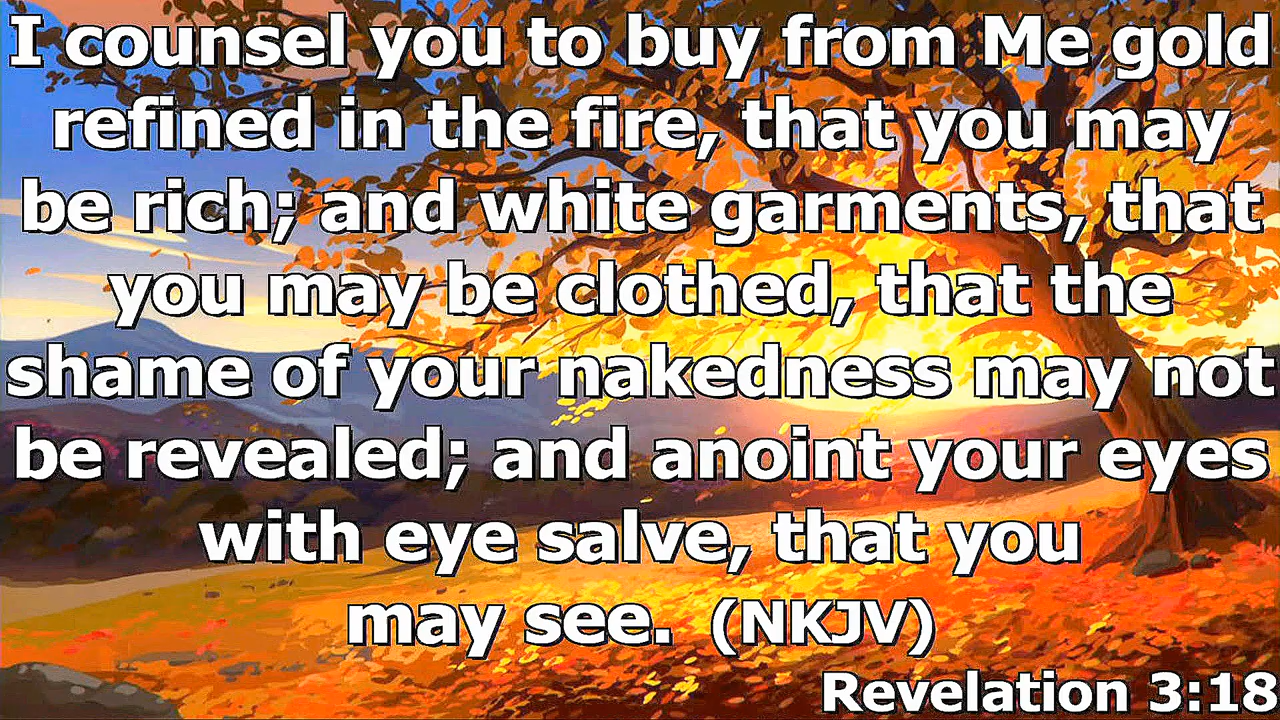 I counsel you to buy from Me gold
refined in the fire, that you may
be rich; and white garments, that
you may be clothed, that the
shame of your nakedness may not
be revealed; and anoint your eyes
with eye salve, that you
may see. (NKJV)
Revelation 3:18